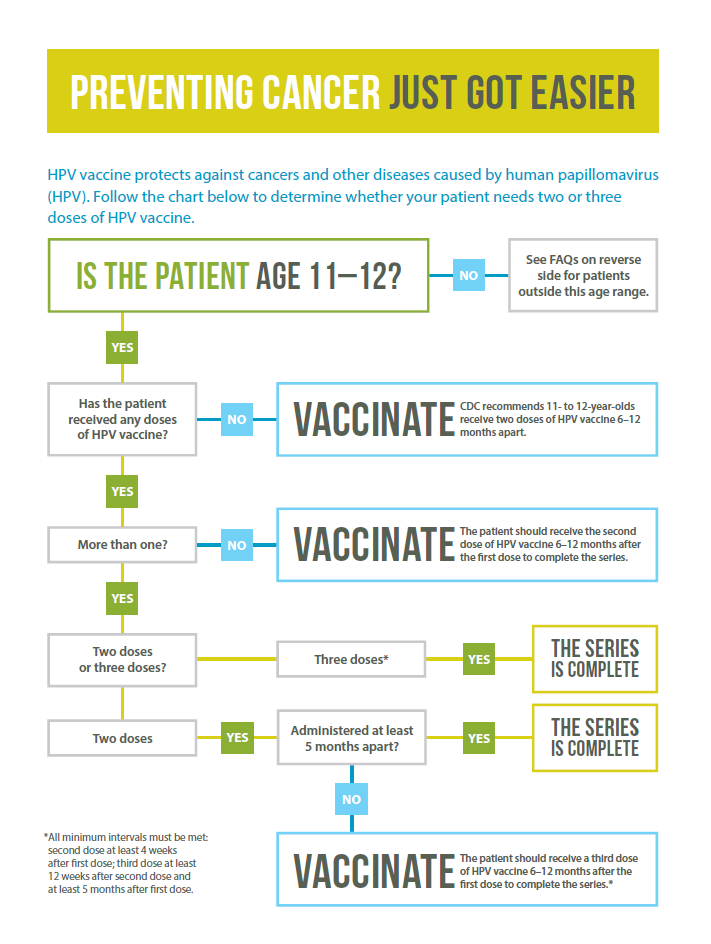 PREVENTING CANCER JUST GOT EASIER
HPV vaccine protects against cancers and other diseases caused by human papillomavirus
(HPV). Follow the chart below to determine whether your patient needs two or three
doses of HPV vaccine.
IS THE PATIENT AGE 11–12?
NO
See FAQs on reverse
side for patients
outside this age range.
YES
Has the patient
received any doses
of HPV vaccine?
NO
VACCINATE
CDC recommends 11- to 12-year-olds
receive two doses of HPV vaccine 6–12
months apart.
YES
More than one?
NO
VACCINATE
The patient should receive the second
dose of HPV vaccine 6–12 months after
the first dose to complete the series.
YES
Two doses
or three doses?
Three doses*
YES
THE SERIES
IS COMPLETE
Two doses
YES
Administered at least
5 months apart?
YES
THE SERIES
IS COMPLETE
NO
*All minimum intervals must be met:
second dose at least 4 weeks
after first dose; third dose at least
12 weeks after second dose and
at least 5 months after first dose.
VACCINATE
The patient should receive a third dose
of HPV vaccine 6–12 months after the
first dose to complete the series.*